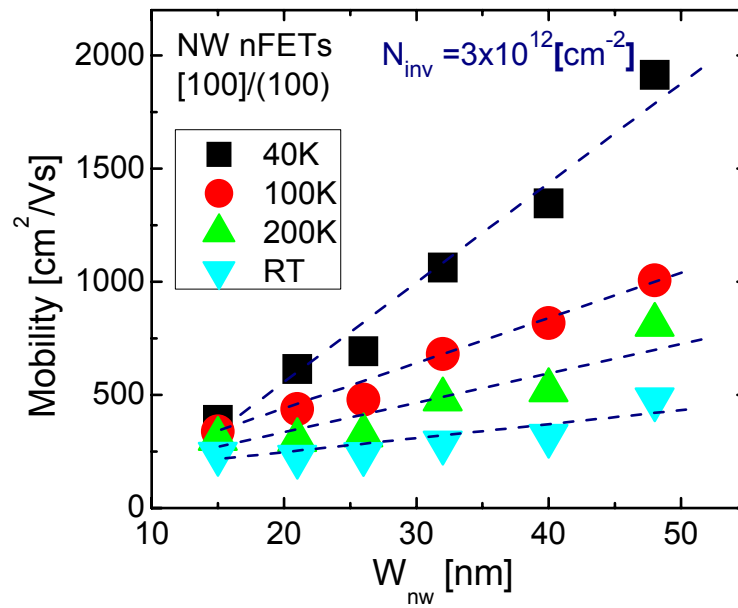 NW nFETs
[100]/(100)
N_inv =3x10^12[cm^-2]
40K
100K
200K
RT
Mobility [cm^2/Vs]
2000
1500
1000
500
0
10 20 30 40 50
W_nw [nm]